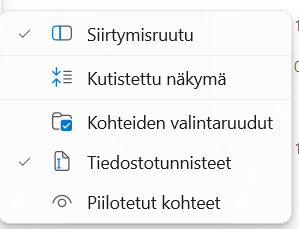 Siirtymisruutu
Kutistettu näkymä
Kohteiden valintaruudut
Tiedostotunnisteet
Piilotetut kohteet